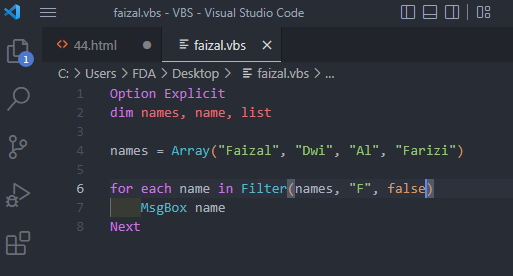 faizal.vbs - VBS - Visual Studio Code
44.html
faizal.vbs
1
C: > Users > FDA > Desktop > faizal.vbs > ...
1 Option Explicit
2 dim names, name, list
3
4 names = Array("Faizal", "Dwi", "Al", "Farizi")
5
6 for each name in Filter(names, "F", false)
7 MsgBox name
8 Next